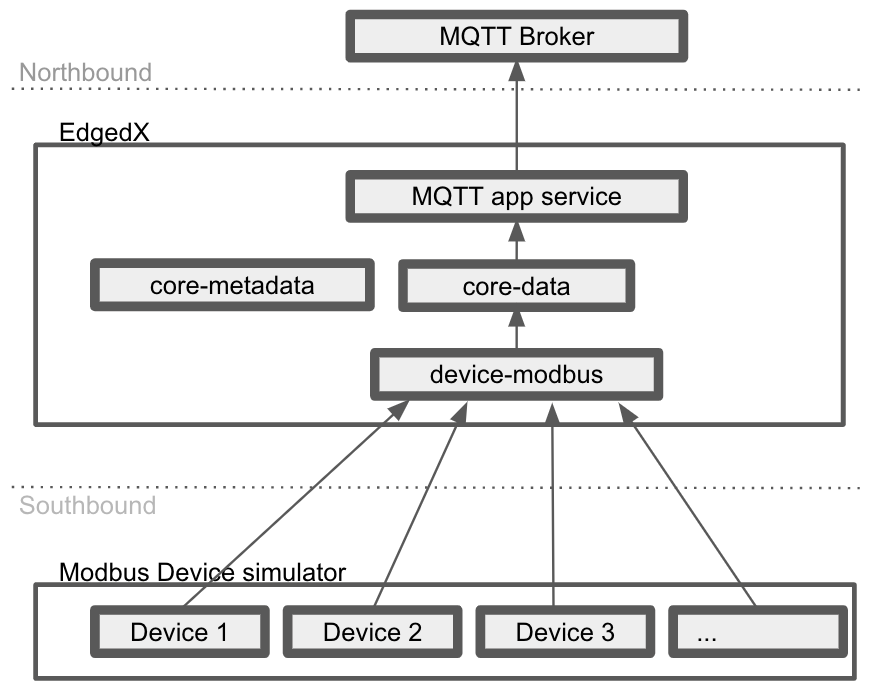 MQTT Broker
Northbound
EdgedX
MQTT app service
core-metadata
core-data
device-modbus
Southbound
Modbus Device simulator
Device 1
Device 2
Device 3
...